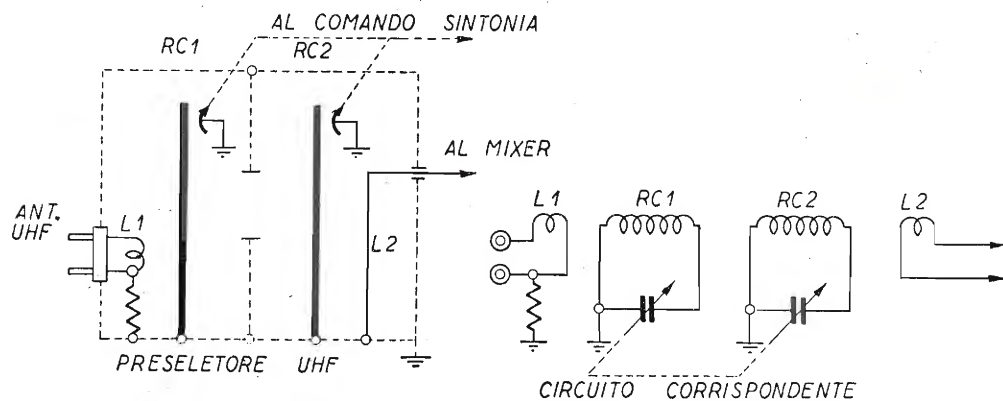 AL COMANDO SINTONIA
RC1
RC2
AL MIXER
ANT.
UHF
L1
L2
PRESELETORE UHF
L1
RC1
RC2
L2
CIRCUITO CORRISPONDENTE